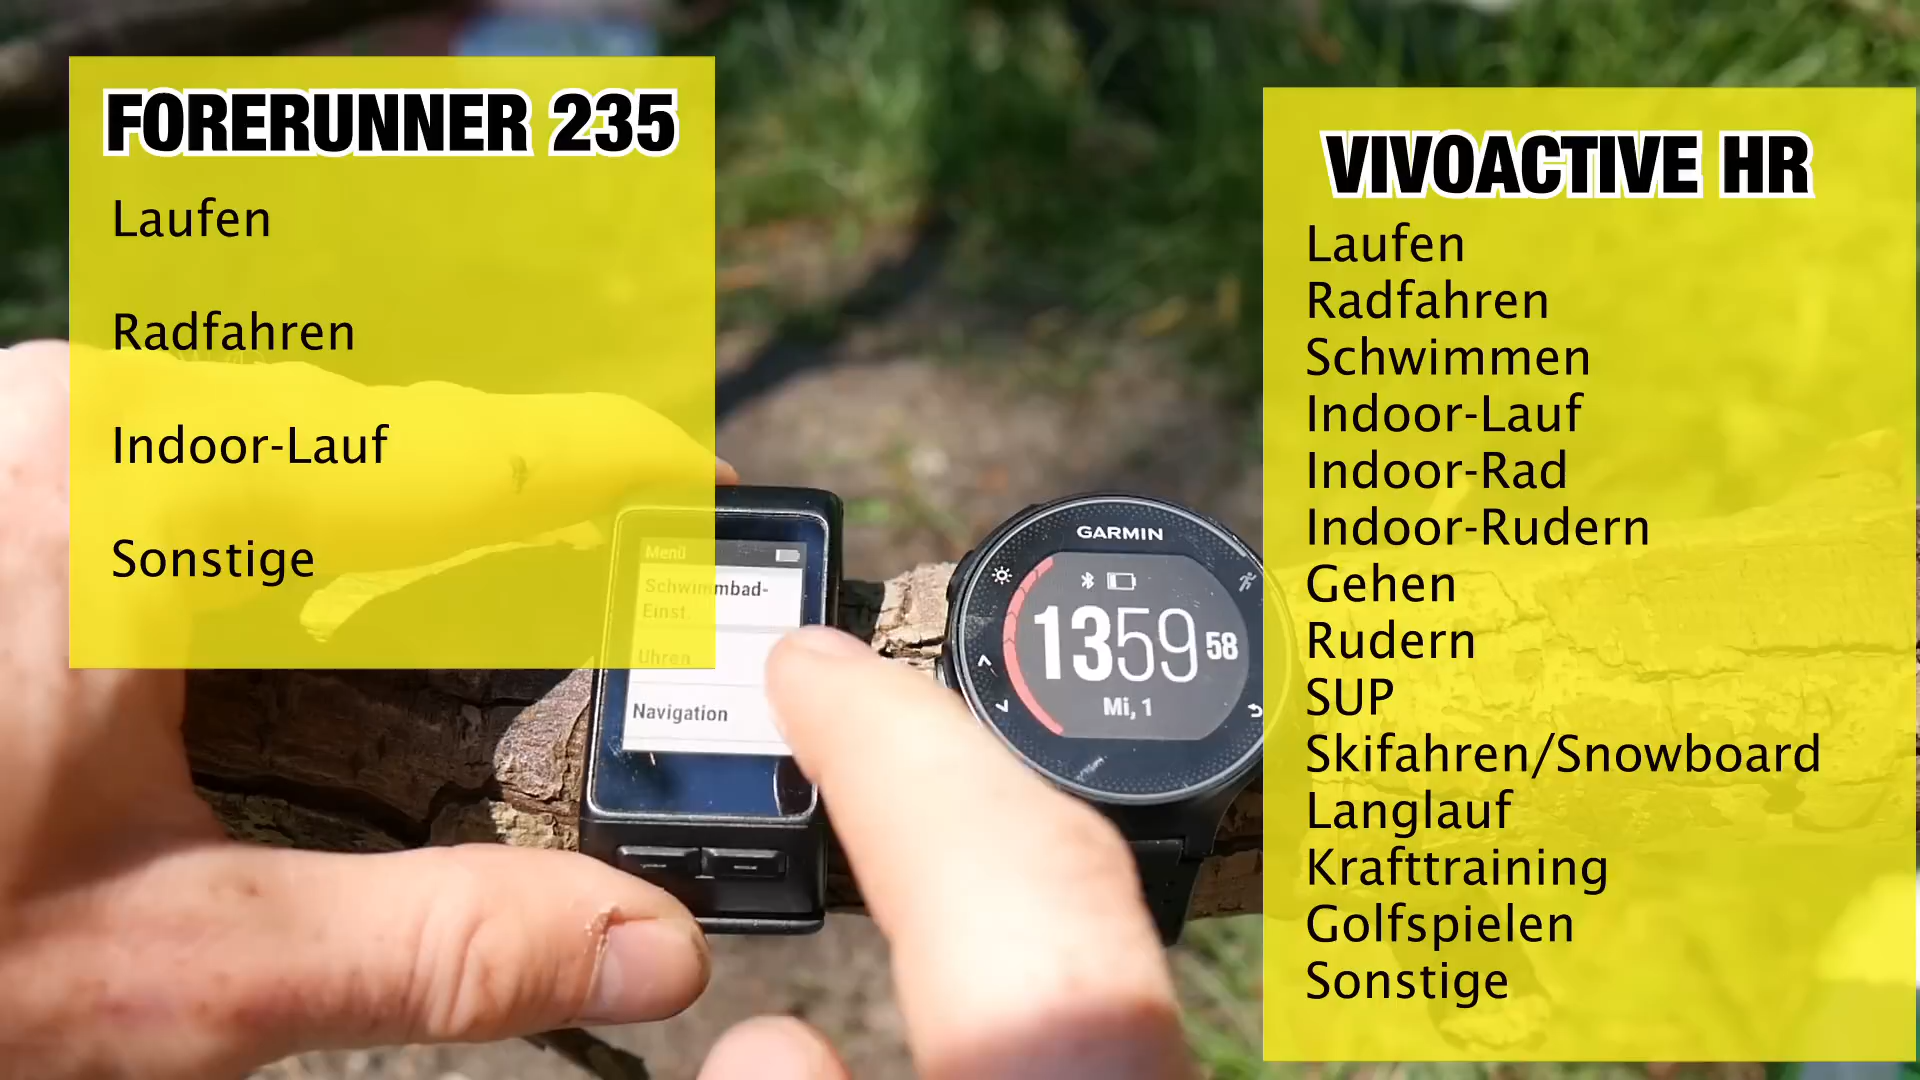 FORERUNNER 235
Laufen
Radfahren
Indoor-Lauf
Sonstige
VIVOACTIVE HR
Laufen
Radfahren
Schwimmen
Indoor-Lauf
Indoor-Rad
Indoor-Rudern
Gehen
Rudern
SUP
Skifahren/Snowboard
Langlauf
Krafttraining
Golfspielen
Sonstige
Menü
Schwimmbad-
Einst.
Uhren
Navigation
GARMIN
13 59 58
Mi, 1